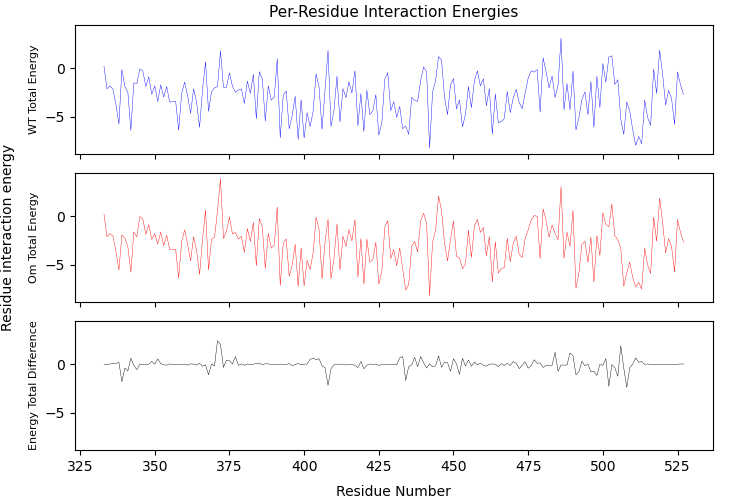 Per-Residue Interaction Energies
Residue interaction energy
WT Total Energy
0
−5
Om Total Energy
0
−5
Energy Total Difference
0
−5
325 350 375 400 425 450 475 500 525
Residue Number